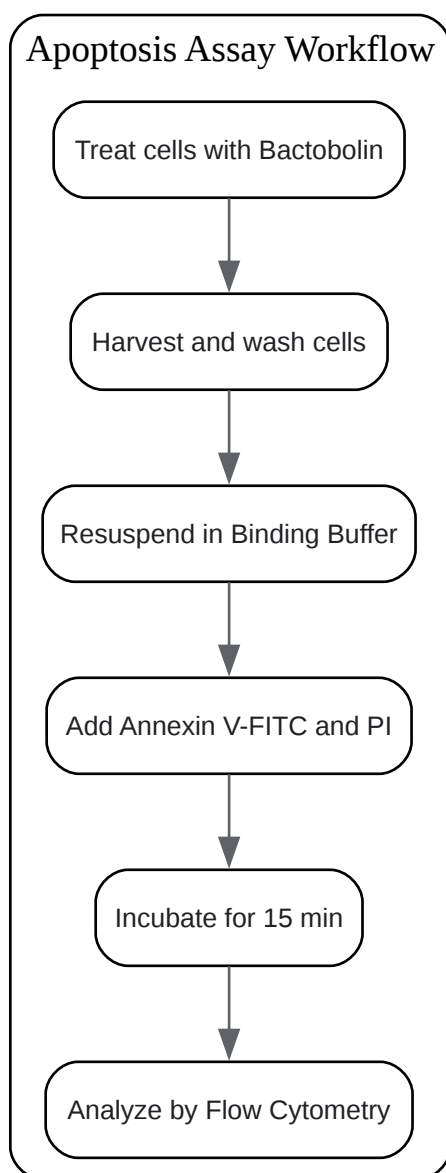 Apoptosis Assay Workflow
Treat cells with Bactobolin
Harvest and wash cells
Resuspend in Binding Buffer
Add Annexin V-FITC and PI
Incubate for 15 min
Analyze by Flow Cytometry